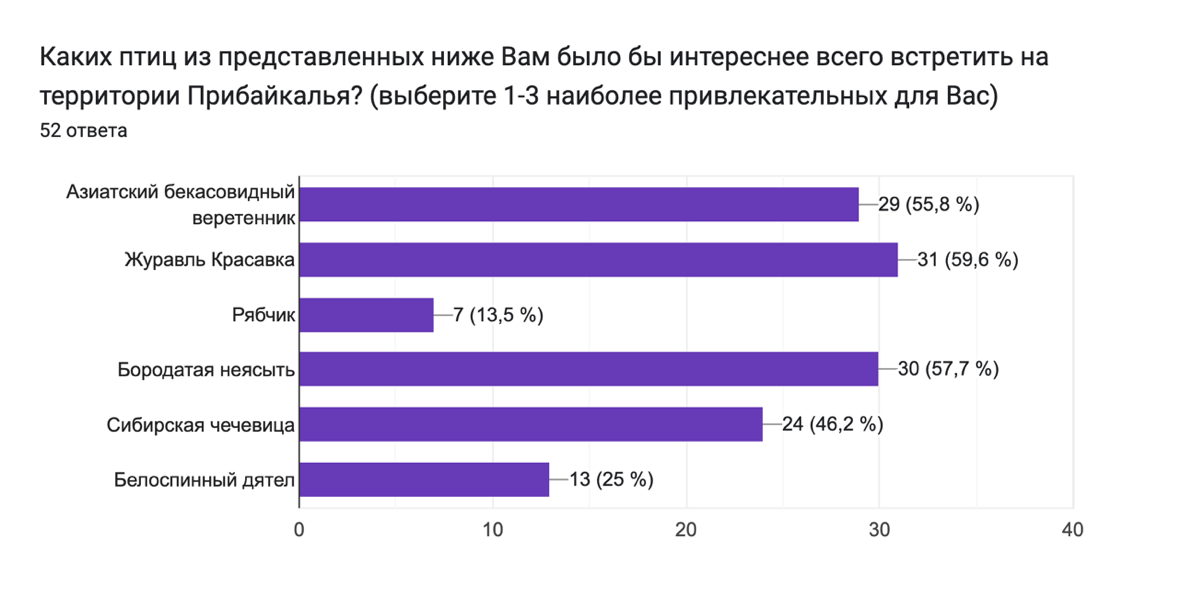 Каких птиц из представленных ниже Вам было бы интереснее всего встретить на
территории Прибайкалья? (выберите 1-3 наиболее привлекательных для Вас)
52 ответа
Азиатский бекасовидный
веретенник
29 (55,8 %)
Журавль Красавка
31 (59,6 %)
Рябчик
7 (13,5 %)
Бородатая неясыть
30 (57,7 %)
Сибирская чечевица
24 (46,2 %)
Белоспинный дятел
13 (25 %)
0 10 20 30 40